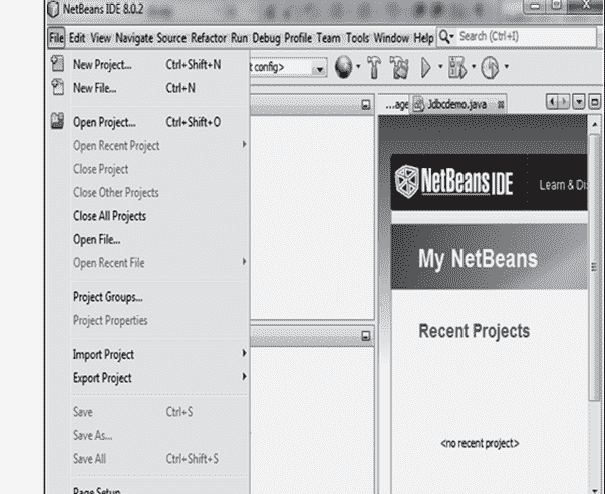 NetBeans IDE 8.0.2
File Edit View Navigate Source Refactor Run Debug Profile Team Tools Window Help Search (Ctrl+I)
New Project... Ctrl+Shift+N
New File... Ctrl+N
Open Project... Ctrl+Shift+O
Open Recent Project
Close Project
Close Other Projects
Close All Projects
Open File...
Open Recent File
Project Groups...
Project Properties
Import Project
Export Project
Save Ctrl+S
Save As...
Save All Ctrl+Shift+S
Page Setup
t config>
...age Jdbcdemo.java
NetBeans IDE Learn & Di
My NetBeans
Recent Projects
<no recent project>